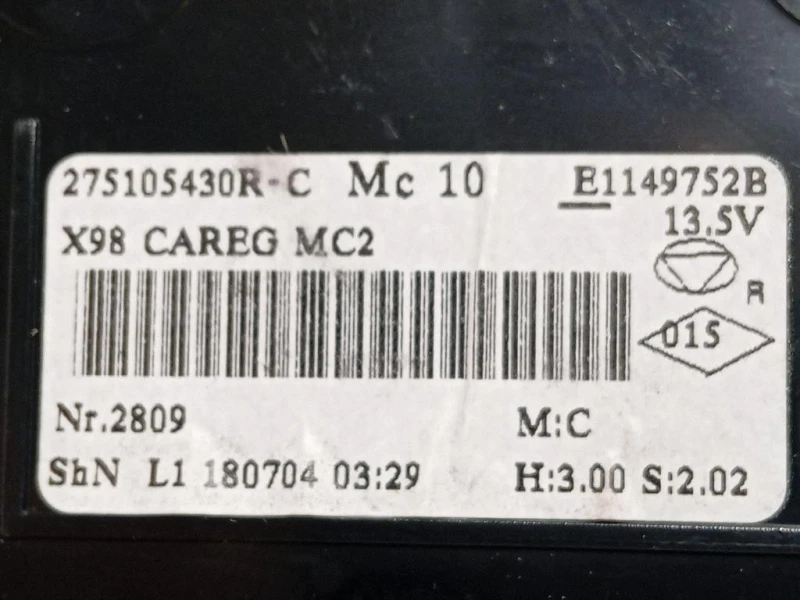 275105430R-C Mc 10 E1149752B
X98 CAREG MC2 13.5V
R
015
Nr.2809 M:C
ShN L1 180704 03:29 H:3.00 S:2.02